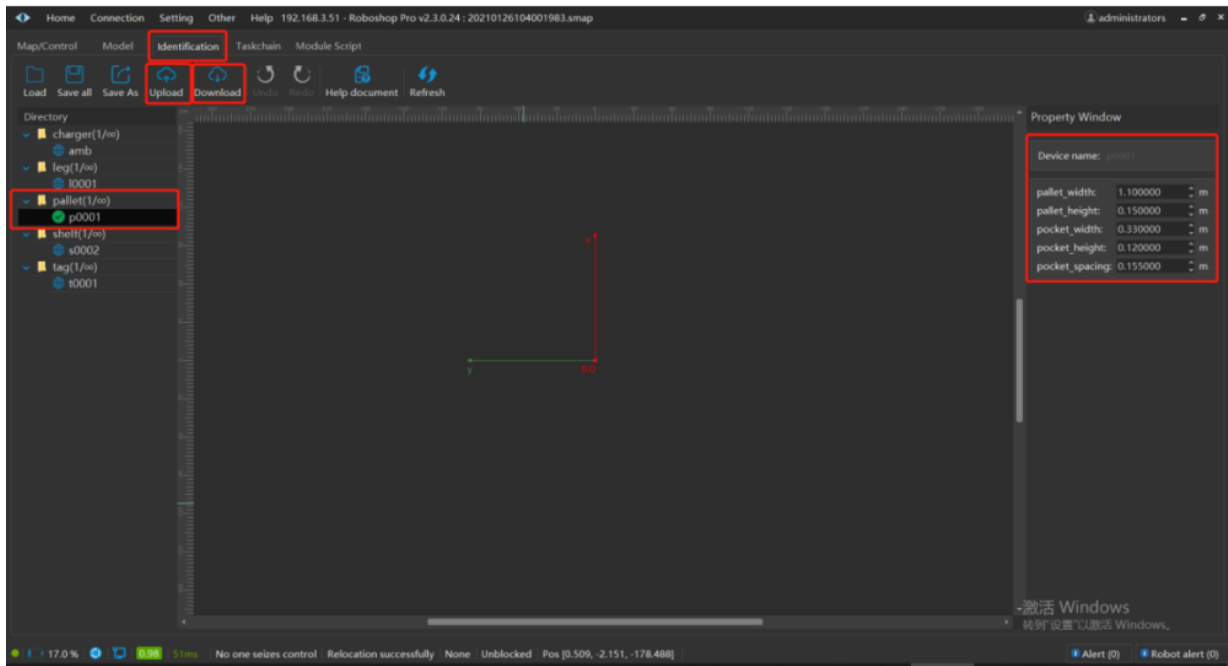 Home Connection Setting Other Help 192.168.3.51 - Roboshop Pro v2.3.0.24 : 20210126104001983.smap administrators
Map/Control Model Identification Taskchain Module Script
Load Save all Save As Upload Download Undo Redo Help document Refresh
Directory
charger(1/∞)
amb
leg(1/∞)
l0001
pallet(1/∞)
p0001
shelf(1/∞)
s0002
tag(1/∞)
t0001
x
y
0,0
Property Window
Device name: p0001
pallet_width: 1.100000 m
pallet_height: 0.150000 m
pocket_width: 0.330000 m
pocket_height: 0.120000 m
pocket_spacing: 0.155000 m
激活 Windows
转到"设置"以激活 Windows。
17.0 % 0.98 51ms No one seizes control Relocation successfully None Unblocked Pos [0.509, -2.151, -178.488] Alert (0) Robot alert (0)